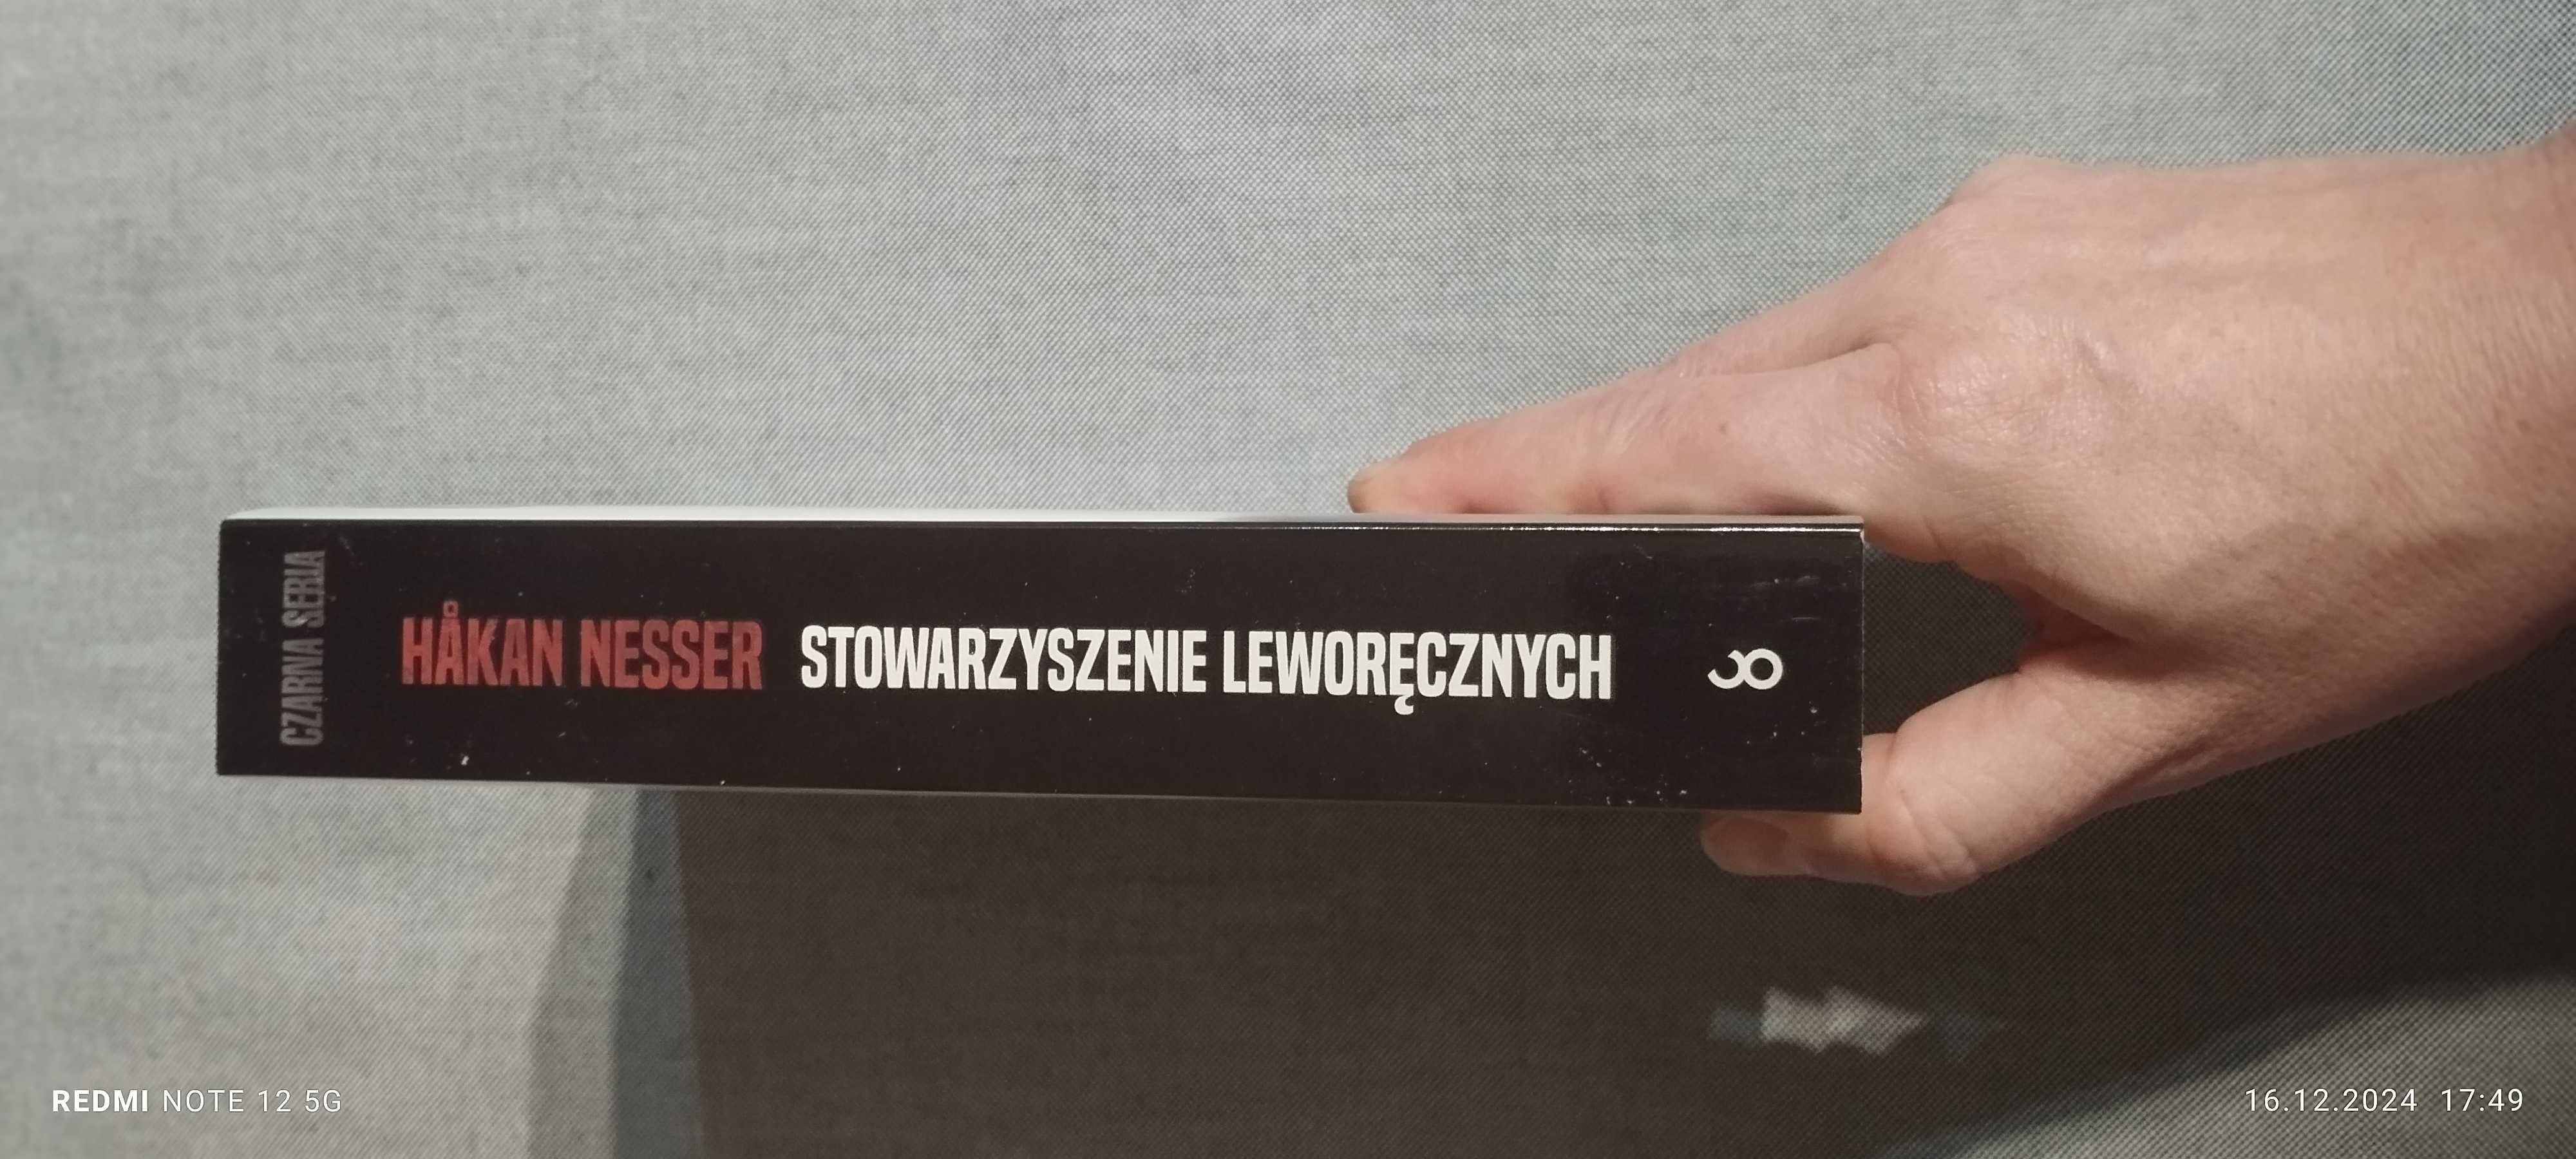 CZARNA SERIA
HÅKAN NESSER STOWARZYSZENIE LEWORĘCZNYCH
REDMI NOTE 12 5G
16.12.2024 17:49